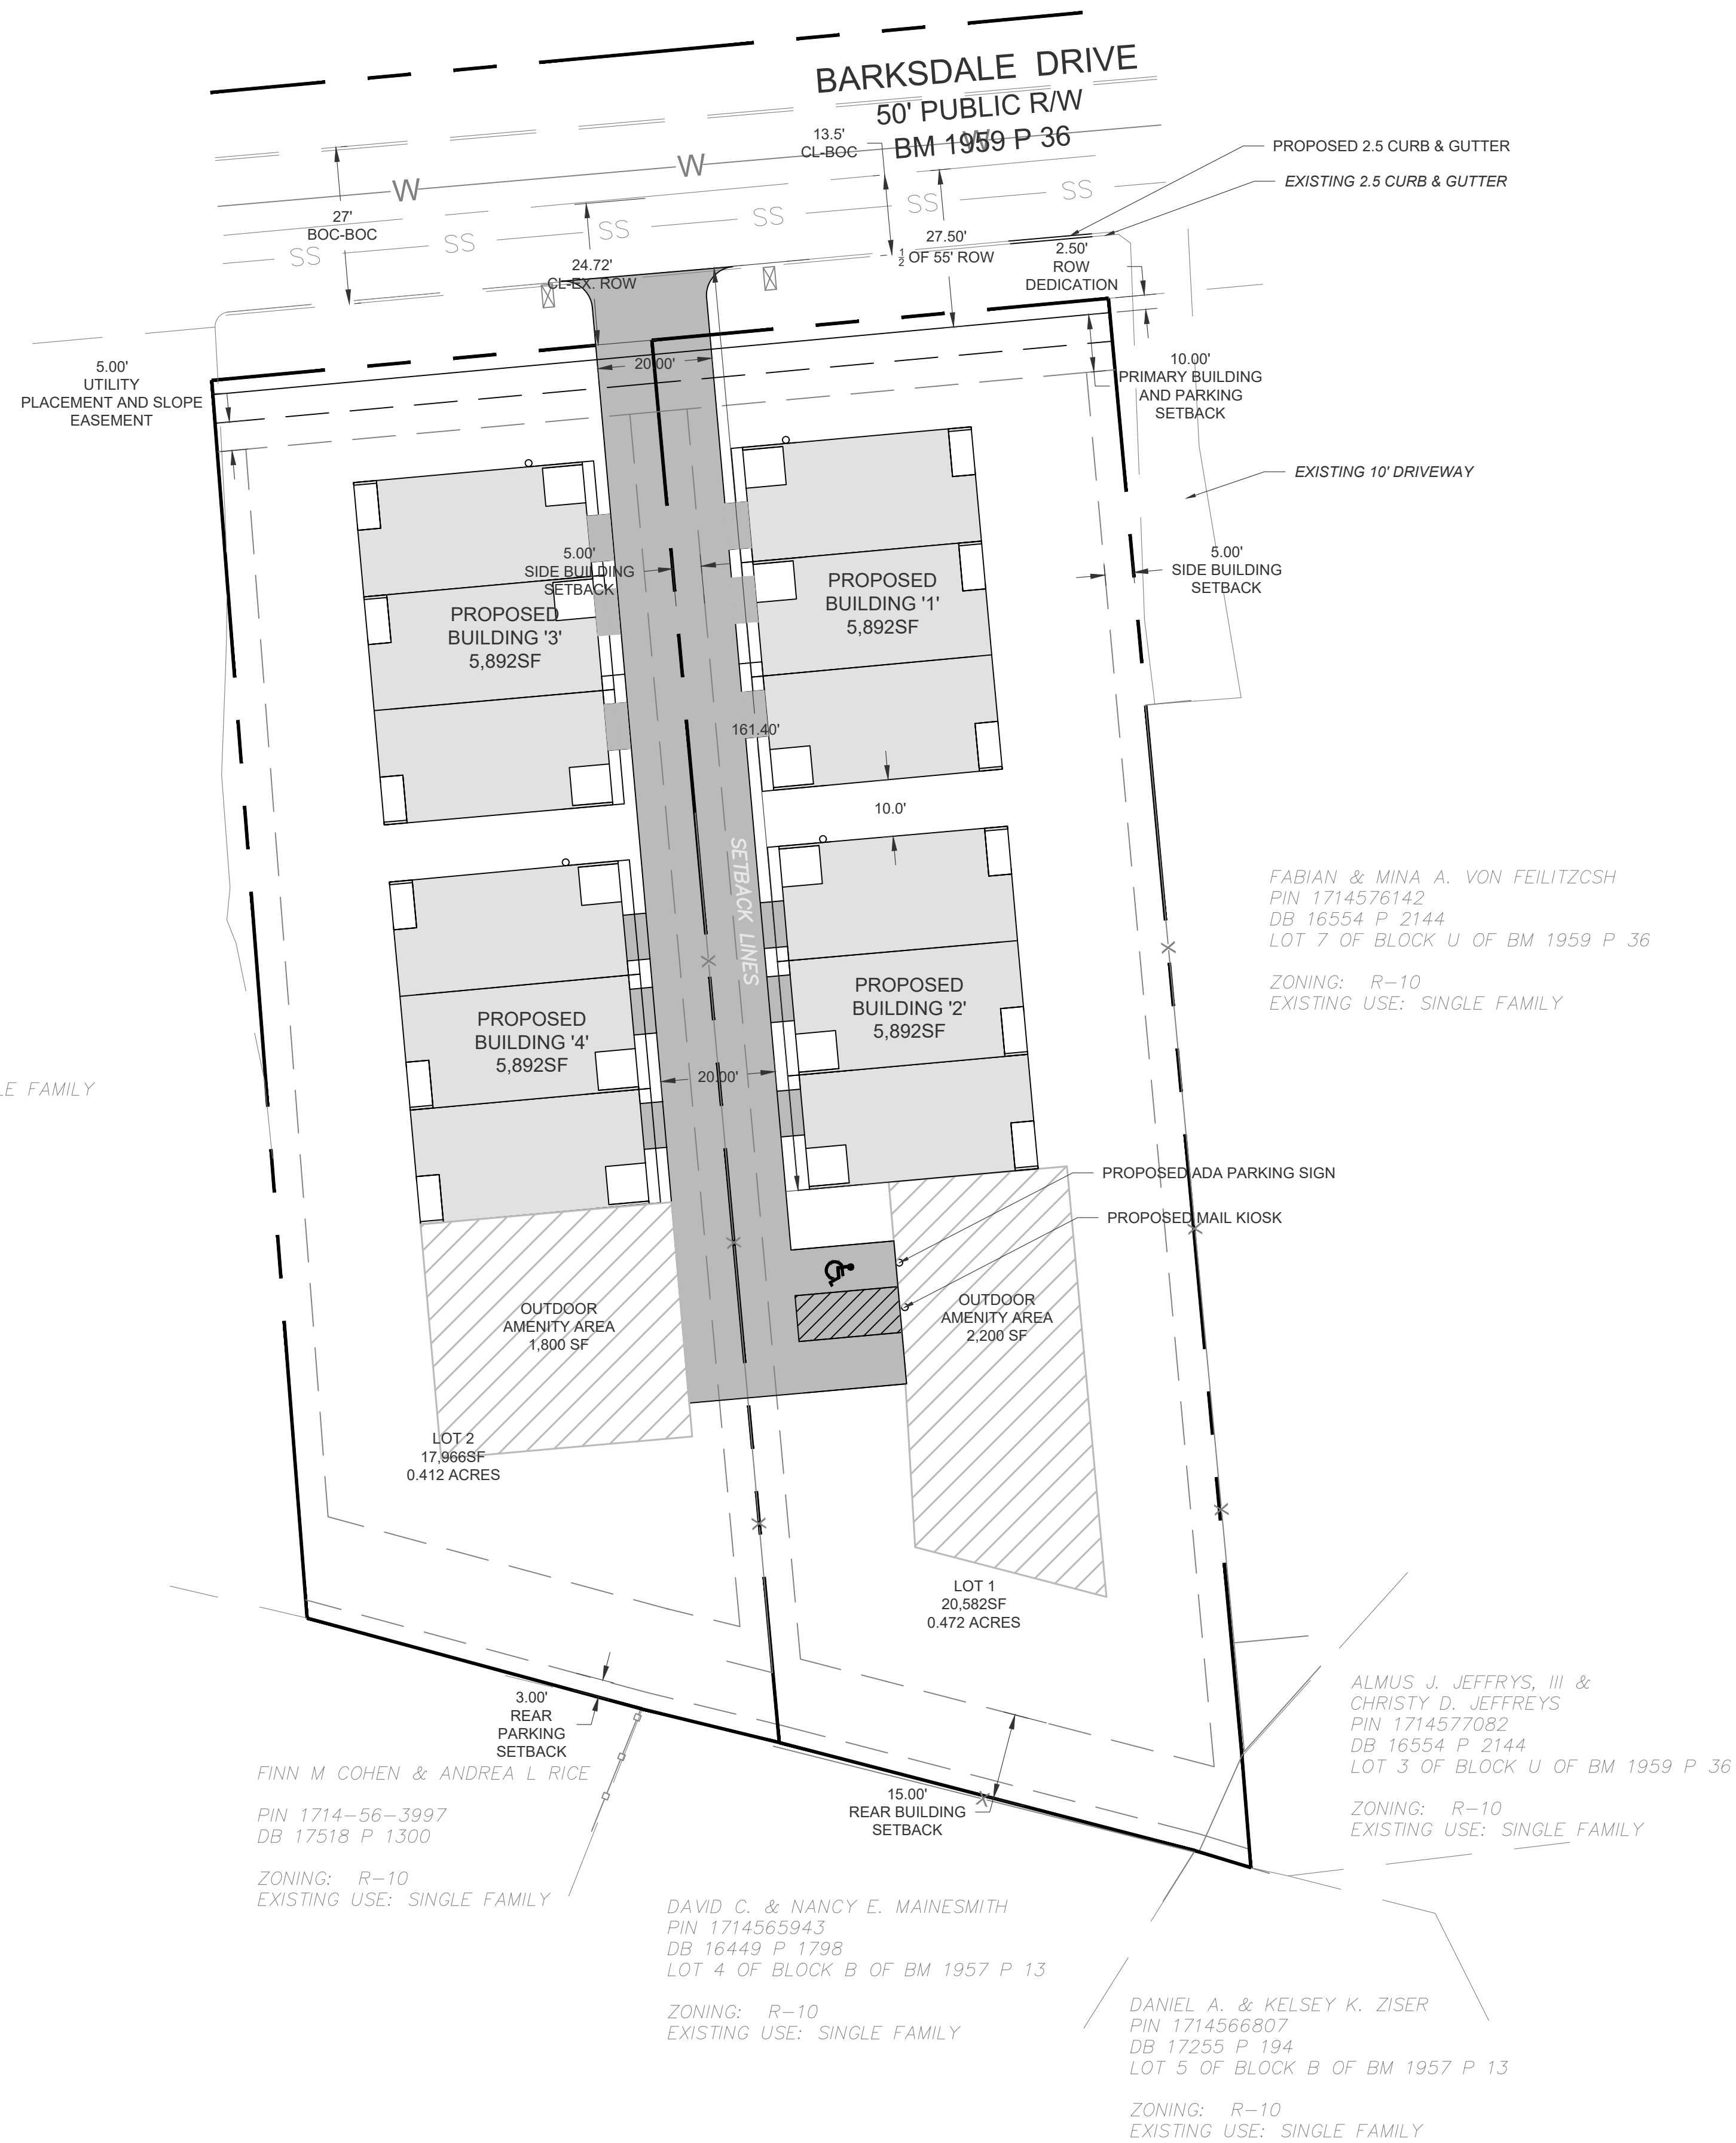 BARKSDALE DRIVE
50' PUBLIC R/W
BM 1959 P 36
W
W
W
13.5'
CL-BOC
PROPOSED 2.5 CURB & GUTTER
EXISTING 2.5 CURB & GUTTER
27'
BOC-BOC
SS
SS
SS
SS
SS
SS
24.72'
CL-EX. ROW
27.50'
1/2 OF 55' ROW
2.50'
ROW
DEDICATION
5.00'
UTILITY
PLACEMENT AND SLOPE
EASEMENT
20.00'
10.00'
PRIMARY BUILDING
AND PARKING
SETBACK
EXISTING 10' DRIVEWAY
5.00'
SIDE BUILDING
SETBACK
5.00'
SIDE BUILDING
SETBACK
PROPOSED
BUILDING '3'
5,892SF
PROPOSED
BUILDING '1'
5,892SF
161.40'
10.0'
SETBACK LINES
FABIAN & MINA A. VON FEILITZCSH
PIN 1714576142
DB 16554 P 2144
LOT 7 OF BLOCK U OF BM 1959 P 36
ZONING: R-10
EXISTING USE: SINGLE FAMILY
PROPOSED
BUILDING '4'
5,892SF
PROPOSED
BUILDING '2'
5,892SF
20.00'
LE FAMILY
PROPOSED ADA PARKING SIGN
PROPOSED MAIL KIOSK
OUTDOOR
AMENITY AREA
1,800 SF
OUTDOOR
AMENITY AREA
2,200 SF
LOT 2
17,966SF
0.412 ACRES
LOT 1
20,582SF
0.472 ACRES
3.00'
REAR
PARKING
SETBACK
15.00'
REAR BUILDING
SETBACK
ALMUS J. JEFFRYS, III &
CHRISTY D. JEFFREYS
PIN 1714577082
DB 16554 P 2144
LOT 3 OF BLOCK U OF BM 1959 P 36
ZONING: R-10
EXISTING USE: SINGLE FAMILY
FINN M COHEN & ANDREA L RICE
PIN 1714-56-3997
DB 17518 P 1300
ZONING: R-10
EXISTING USE: SINGLE FAMILY
DAVID C. & NANCY E. MAINESMITH
PIN 1714565943
DB 16449 P 1798
LOT 4 OF BLOCK B OF BM 1957 P 13
ZONING: R-10
EXISTING USE: SINGLE FAMILY
DANIEL A. & KELSEY K. ZISER
PIN 1714566807
DB 17255 P 194
LOT 5 OF BLOCK B OF BM 1957 P 13
ZONING: R-10
EXISTING USE: SINGLE FAMILY